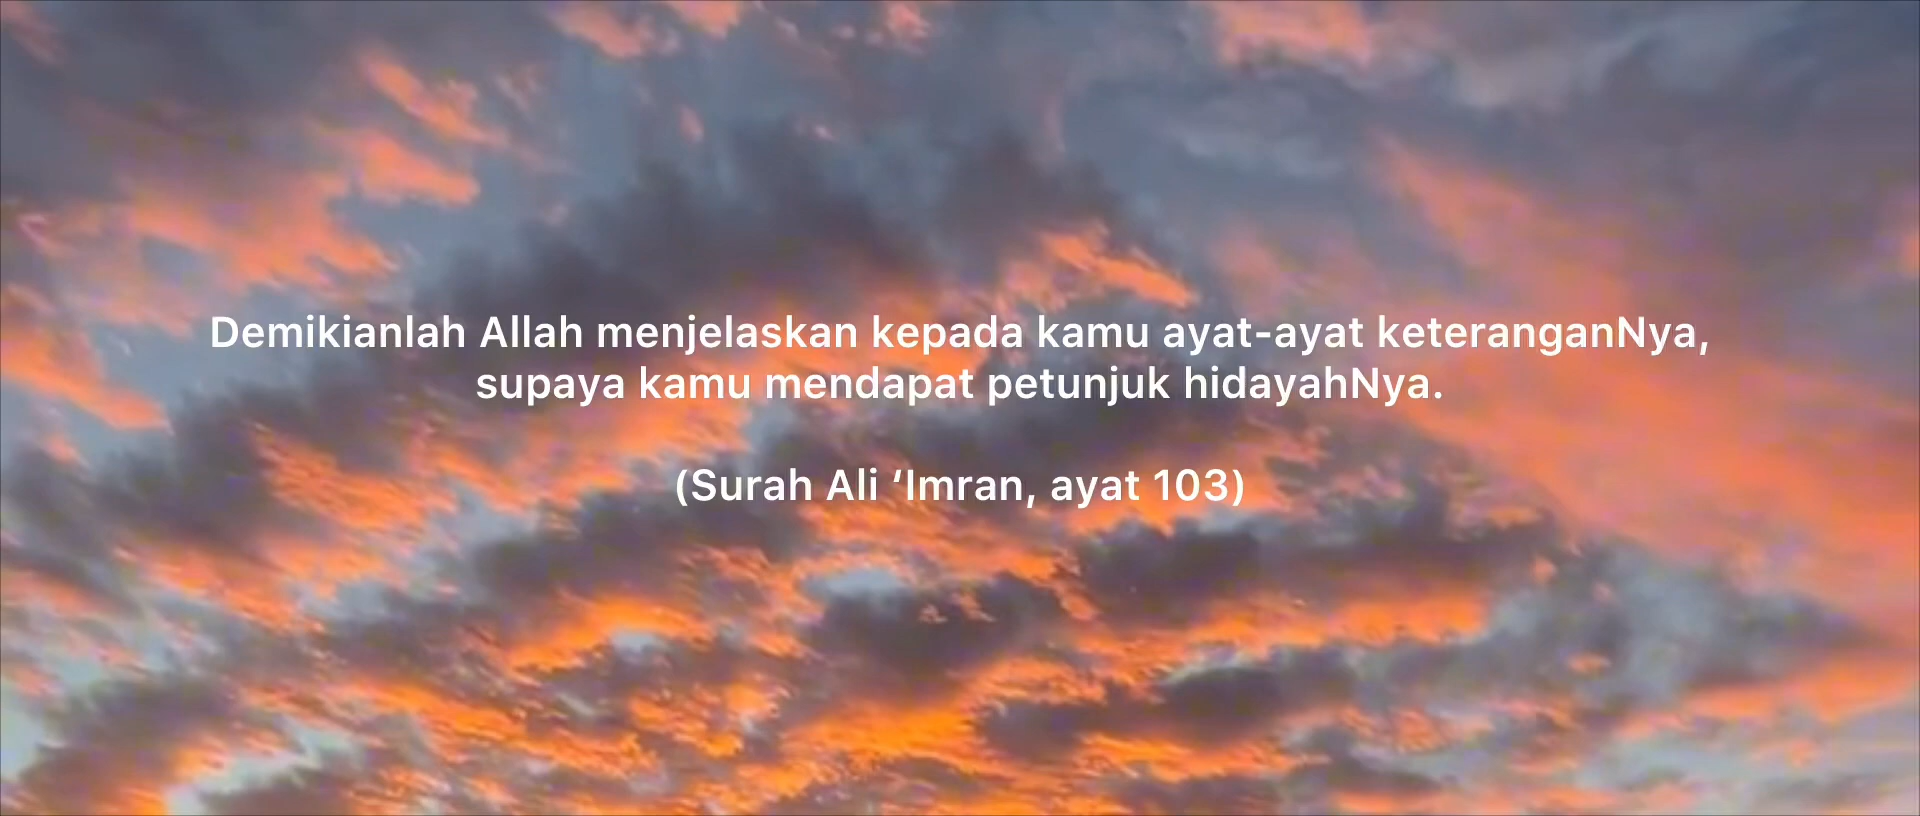 Demikianlah Allah menjelaskan kepada kamu ayat-ayat keteranganNya,
supaya kamu mendapat petunjuk hidayahNya.
(Surah Ali ‘Imran, ayat 103)